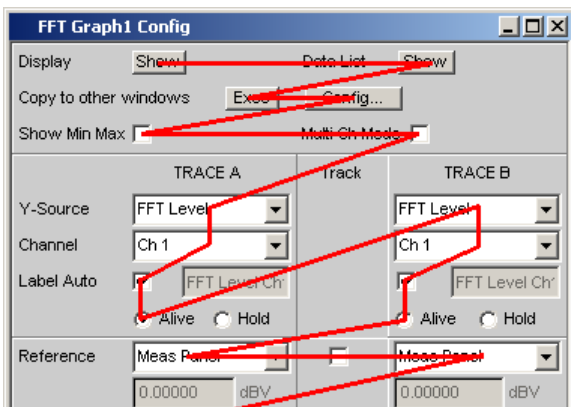 FFT Graph1 Config
Display Show Data List Show
Copy to other windows Exec Config...
Show Min Max Multi Ch Mode
TRACE A Track TRACE B
Y-Source FFT Level FFT Level
Channel Ch 1 Ch 1
Label Auto FFT Level Ch1 FFT Level Ch1
Alive Hold Alive Hold
Reference Meas Panel Meas Panel
0.00000 dBV 0.00000 dBV